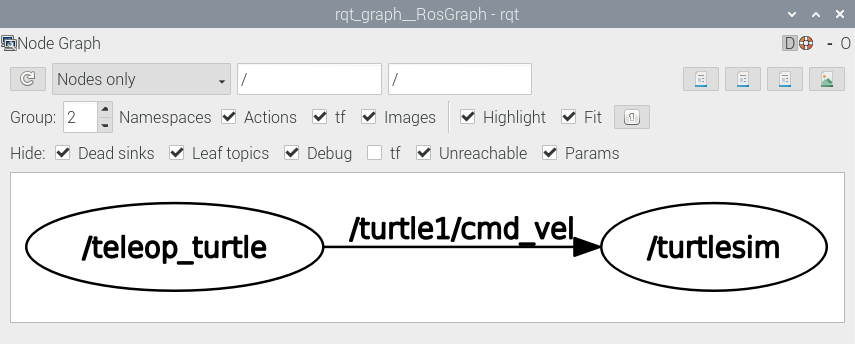 rqt_graph__RosGraph - rqt
Node Graph D - O
Nodes only / /
Group: 2 Namespaces Actions tf Images Highlight Fit
Hide: Dead sinks Leaf topics Debug tf Unreachable Params
/teleop_turtle /turtle1/cmd_vel /turtlesim